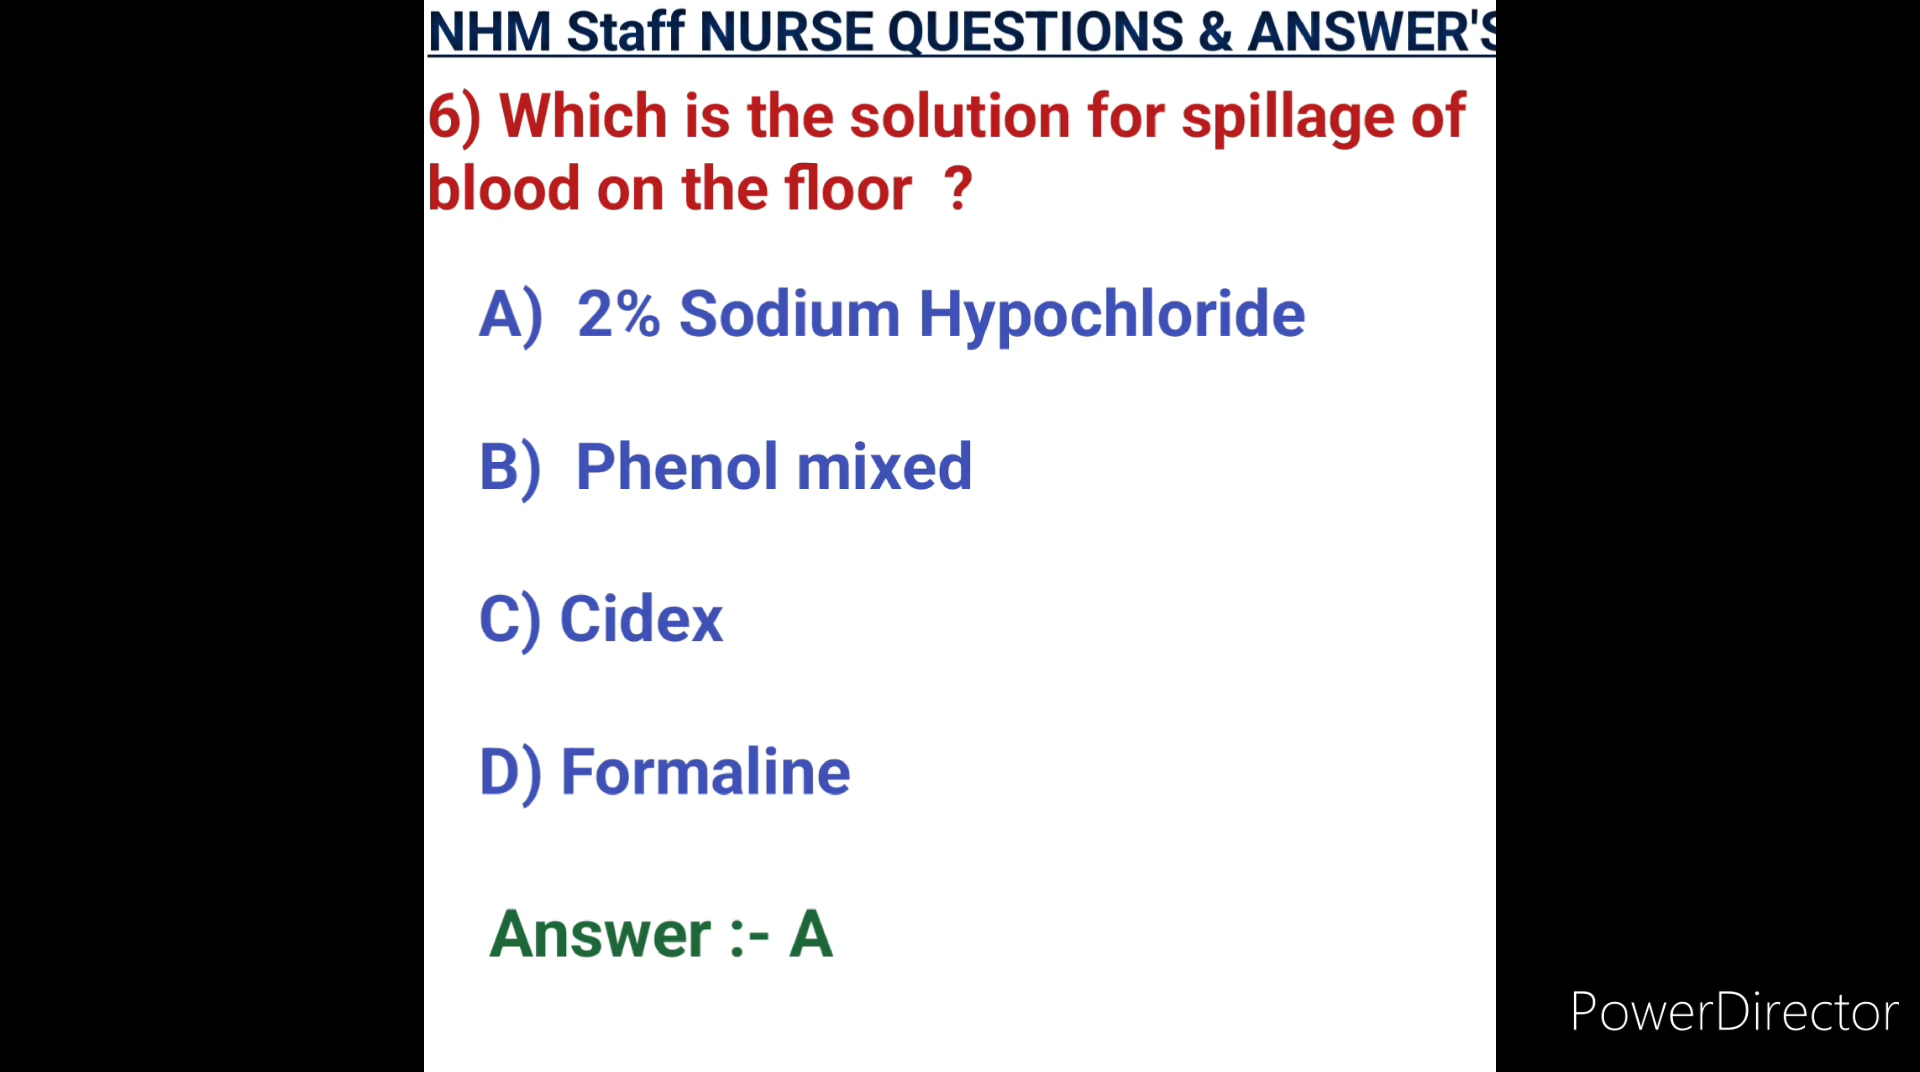 NHM Staff NURSE QUESTIONS & ANSWER'S
6) Which is the solution for spillage of
blood on the floor ?
A) 2% Sodium Hypochloride
B) Phenol mixed
C) Cidex
D) Formaline
Answer :- A
PowerDirector